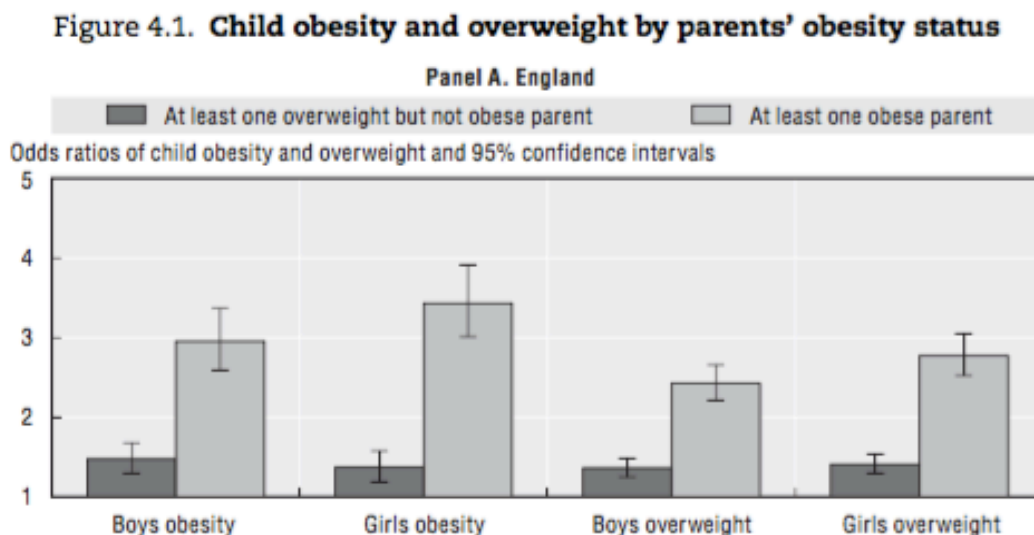 Figure 4.1. Child obesity and overweight by parents' obesity status
Panel A. England
At least one overweight but not obese parent At least one obese parent
Odds ratios of child obesity and overweight and 95% confidence intervals
5
4
3
2
1
Boys obesity Girls obesity Boys overweight Girls overweight